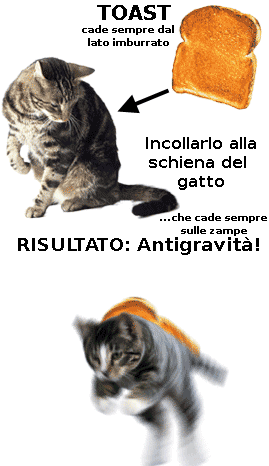 TOAST
cade sempre dal
lato imburrato
Incollarlo alla
schiena del
gatto
...che cade sempre
sulle zampe
RISULTATO: Antigravità!